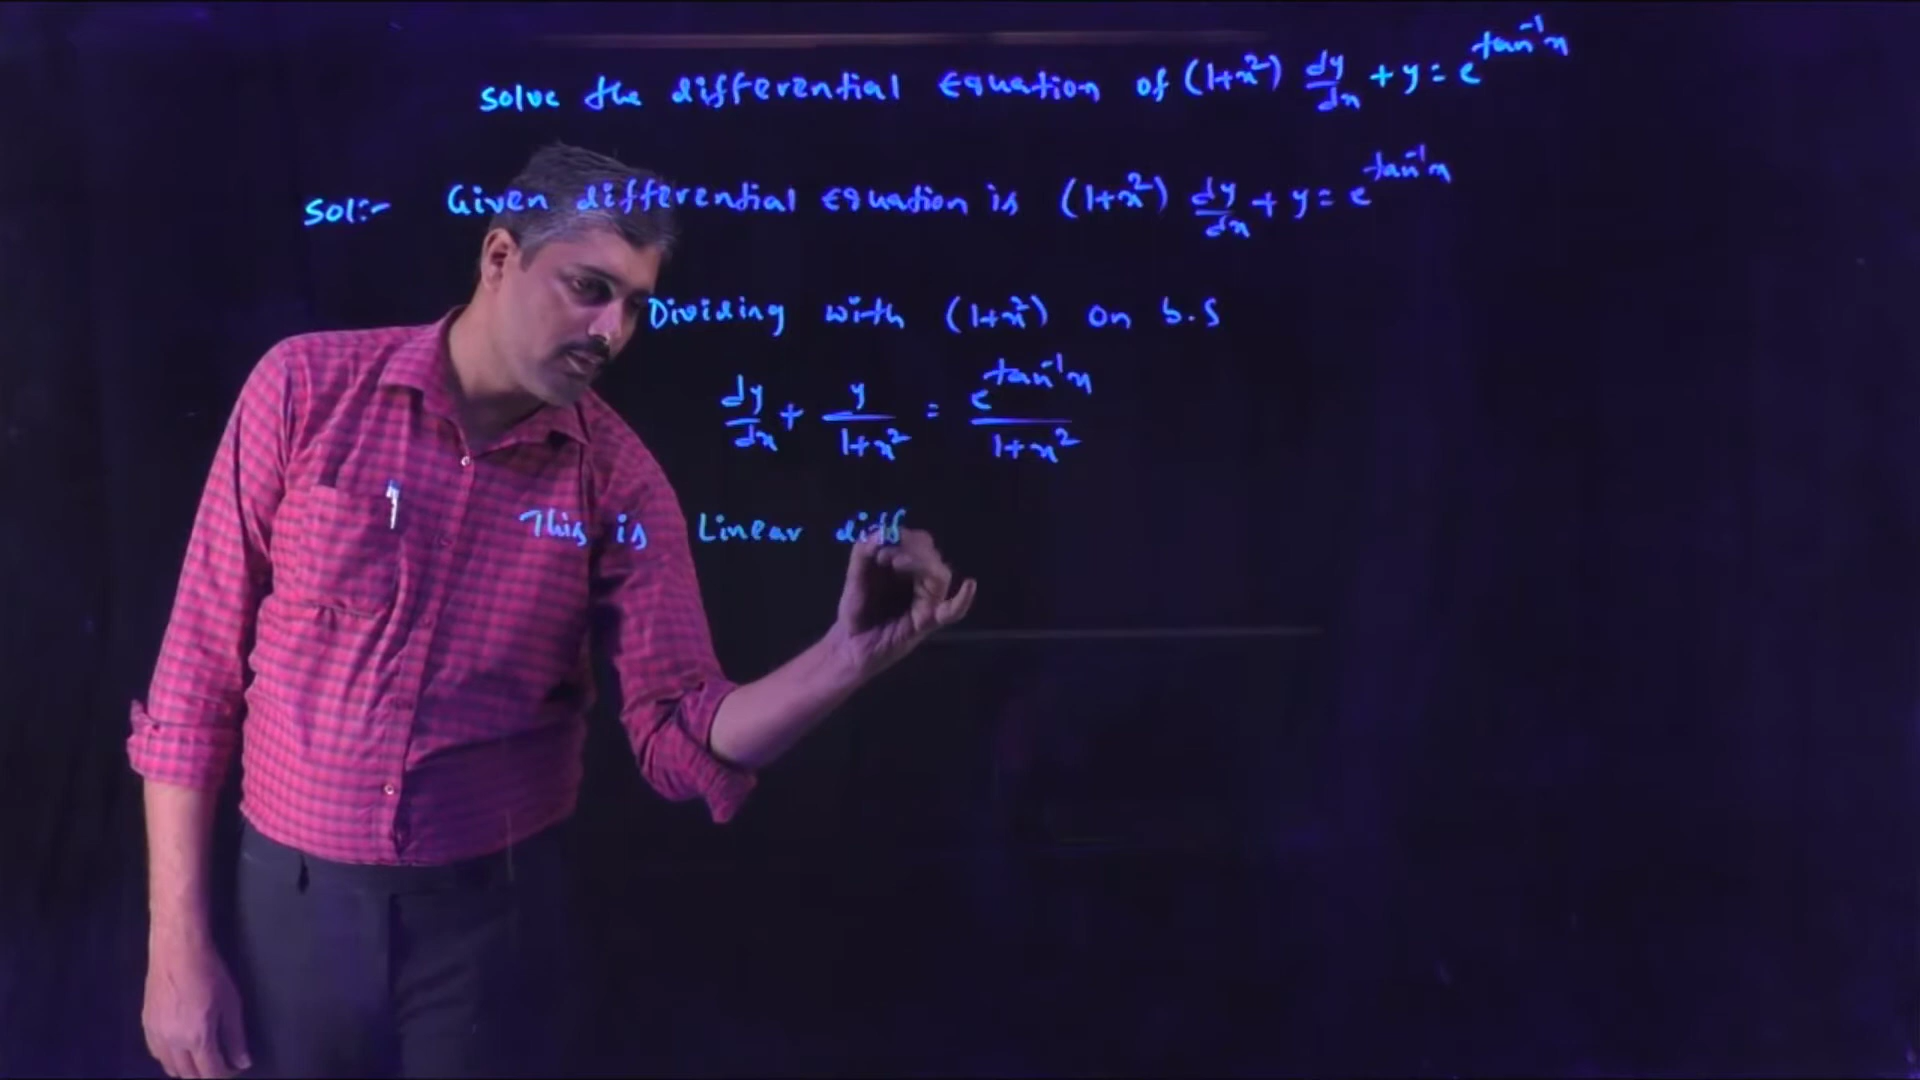 Solve the differential Equation of (1+x²) dy/dx + y = e^tan⁻¹x
Sol:- Given differential Equation is (1+x²) dy/dx + y = e^tan⁻¹x
Dividing with (1+x²) on b.s
dy/dx + y/1+x² = e^tan⁻¹x/1+x²
This is Linear diff